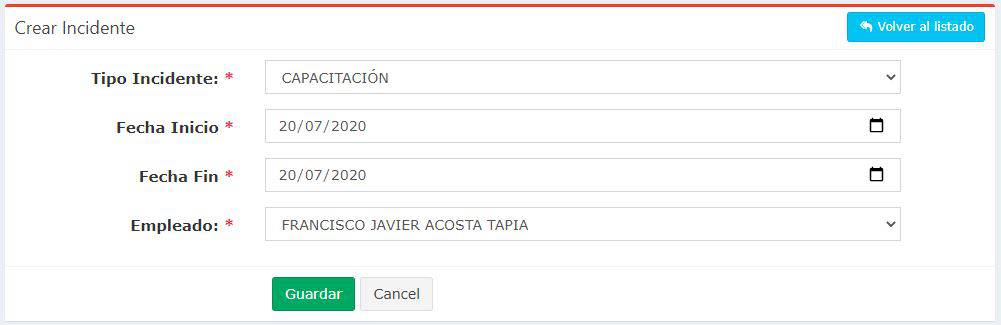 Crear Incidente
Volver al listado
Tipo Incidente: * CAPACITACIÓN
Fecha Inicio * 20/07/2020
Fecha Fin * 20/07/2020
Empleado: * FRANCISCO JAVIER ACOSTA TAPIA
Guardar Cancel